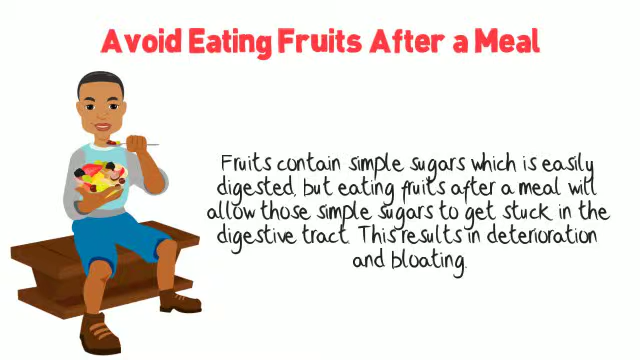 Avoid Eating Fruits After a Meal
Fruits contain simple sugars which is easily
digested, but eating fruits after a meal will
allow those simple sugars to get stuck in the
digestive tract. This results in deterioration
and bloating.